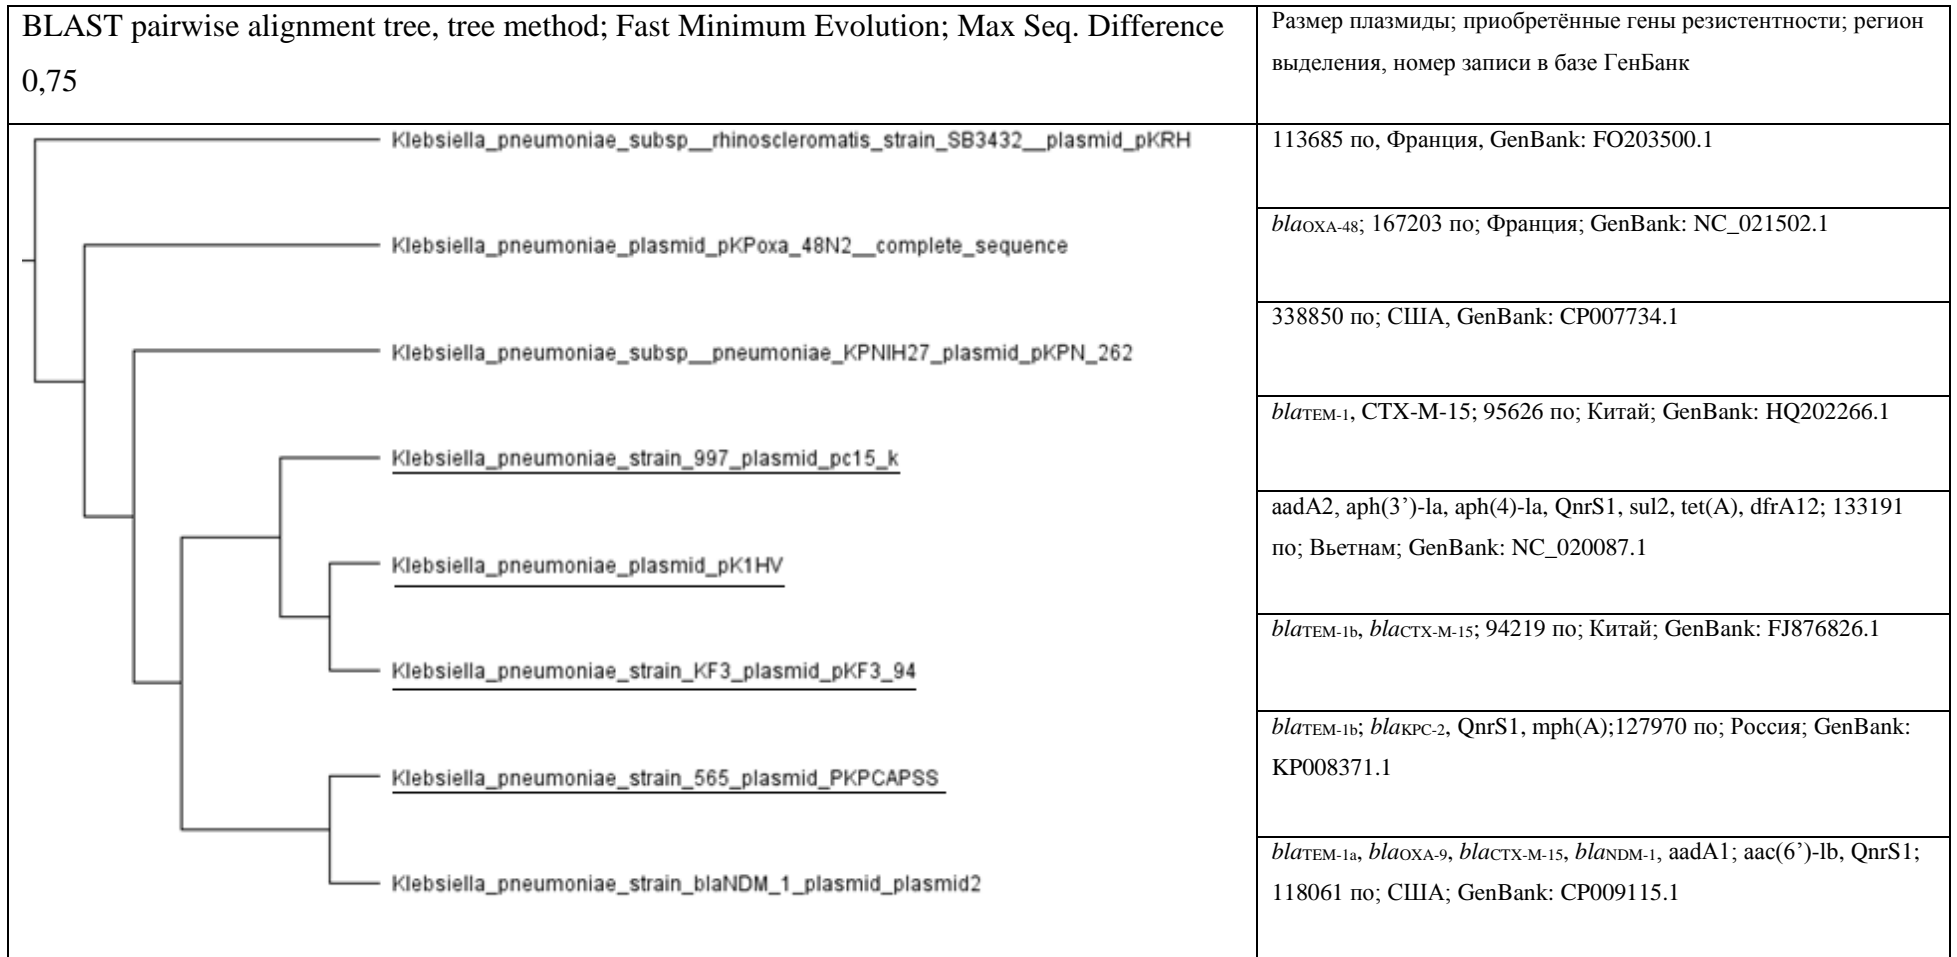 BLAST pairwise alignment tree, tree method; Fast Minimum Evolution; Max Seq. Difference
0,75
Размер плазмиды; приобретённые гены резистентности; регион
выделения, номер записи в базе ГенБанк
Klebsiella_pneumoniae_subsp__rhinoscleromatis_strain_SB3432__plasmid_pKRH
113685 по, Франция, GenBank: FO203500.1
Klebsiella_pneumoniae_plasmid_pKPoxa_48N2__complete_sequence
blaOXA-48; 167203 по; Франция; GenBank: NC_021502.1
Klebsiella_pneumoniae_subsp__pneumoniae_KPNIH27_plasmid_pKPN_262
338850 по; США, GenBank: CP007734.1
Klebsiella_pneumoniae_strain_997_plasmid_pc15_k
blaTEM-1, CTX-M-15; 95626 по; Китай; GenBank: HQ202266.1
Klebsiella_pneumoniae_plasmid_pK1HV
aadA2, aph(3’)-la, aph(4)-la, QnrS1, sul2, tet(A), dfrA12; 133191
по; Вьетнам; GenBank: NC_020087.1
Klebsiella_pneumoniae_strain_KF3_plasmid_pKF3_94
blaTEM-1b, blaCTX-M-15; 94219 по; Китай; GenBank: FJ876826.1
Klebsiella_pneumoniae_strain_565_plasmid_PKPCAPSS
blaTEM-1b; blaKPC-2, QnrS1, mph(A);127970 по; Россия; GenBank:
KP008371.1
Klebsiella_pneumoniae_strain_blaNDM_1_plasmid_plasmid2
blaTEM-1a, blaOXA-9, blaCTX-M-15, blaNDM-1, aadA1; aac(6’)-lb, QnrS1;
118061 по; США; GenBank: CP009115.1